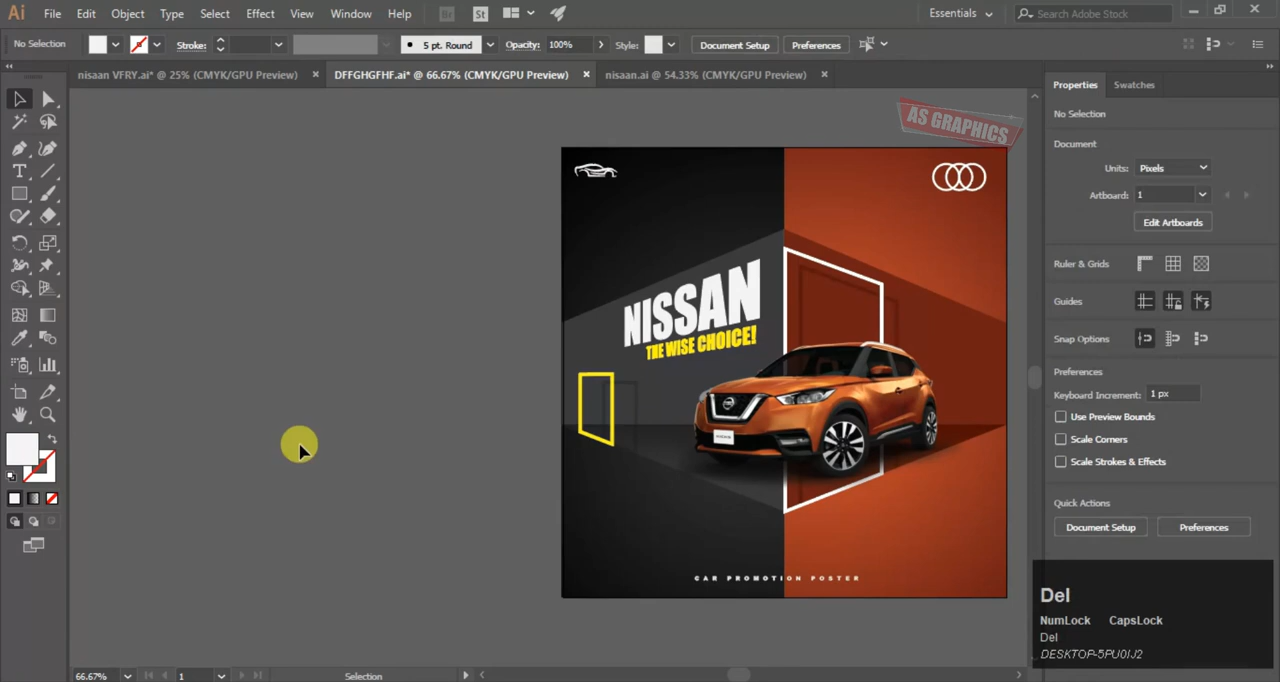 Ai File Edit Object Type Select Effect View Window Help Br St Essentials Search Adobe Stock
No Selection Stroke: 5 pt. Round Opacity: 100% Style: Document Setup Preferences
nisaan VFRY.ai* @ 25% (CMYK/GPU Preview) × DFFGHGFHF.ai* @ 66.67% (CMYK/GPU Preview) × nisaan.ai @ 54.33% (CMYK/GPU Preview) ×
AS GRAPHICS
NISSAN
THE WISE CHOICE!
CAR PROMOTION POSTER
Properties Swatches
No Selection
Document
Units: Pixels
Artboard: 1
Edit Artboards
Ruler & Grids
Guides
Snap Options
Preferences
Keyboard Increment: 1 px
Use Preview Bounds
Scale Corners
Scale Strokes & Effects
Quick Actions
Document Setup Preferences
Del
NumLock CapsLock
Del
DESKTOP-5PU0IJ2
66.67% 1 Selection